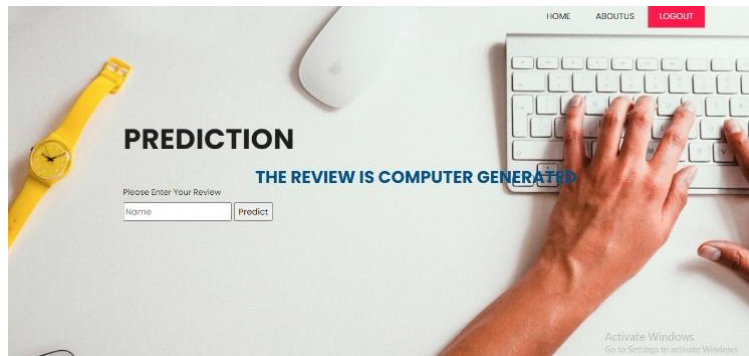 HOME ABOUTUS LOGOUT
PREDICTION
THE REVIEW IS COMPUTER GENERATED
Please Enter Your Review
Name Predict
Activate Windows
Go to Settings to activate Windows.